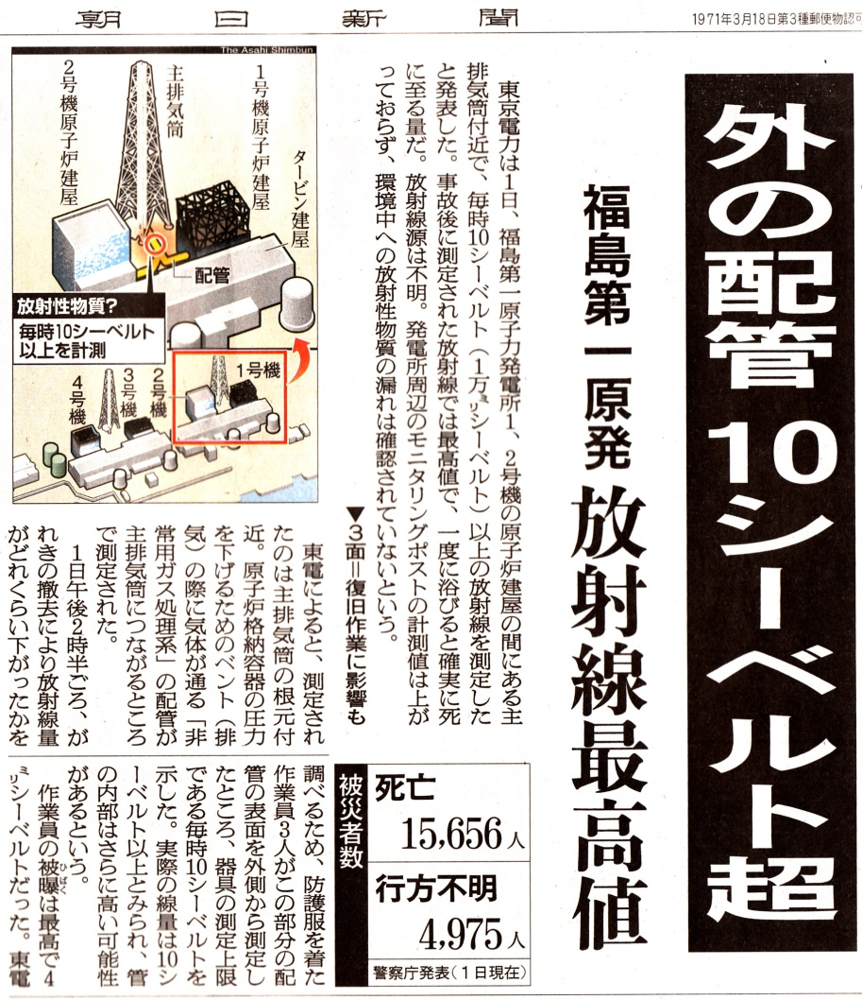 朝日新聞
1971年3月18日第3種郵便物認可
外の配管 10シーベルト超
福島第一原発 放射線最高値
東京電力は1日、福島第一原子力発電所1、2号機の原子炉建屋の間にある主
排気筒付近で、毎時10シーベルト(1万㍉シーベルト)以上の放射線を測定した
と発表した。事故後に測定された放射線では最高値で、一度に浴びると確実に死
に至る量だ。放射線源は不明。発電所周辺のモニタリングポストの計測値は上が
っておらず、環境中への放射性物質の漏れは確認されていないという。
▼3面=復旧作業に影響も
The Asahi Shimbun
2号機原子炉建屋
主排気筒
1号機原子炉建屋
タービン建屋
配管
放射性物質?
毎時10シーベルト
以上を計測
4号機
3号機
2号機
1号機
東電によると、測定され
たのは主排気筒の根元付
近。原子炉格納容器の圧力
を下げるためのベント(排
気)の際に気体が通る「非
常用ガス処理系」の配管が
主排気筒につながるところ
で測定された。
1日午後2時半ごろ、が
れきの撤去により放射線量
がどれくらい下がったかを
調べるため、防護服を着た
作業員3人がこの部分の配
管の表面を外側から測定し
たところ、器具の測定上限
である毎時10シーベルトを
示した。実際の線量は10シ
ーベルト以上とみられ、管
の内部はさらに高い可能性
があるという。
作業員の被曝(ひばく)は最高で4
㍉シーベルトだった。東電
被災者数
死亡
15,656人
行方不明
4,975人
警察庁発表(1日現在)